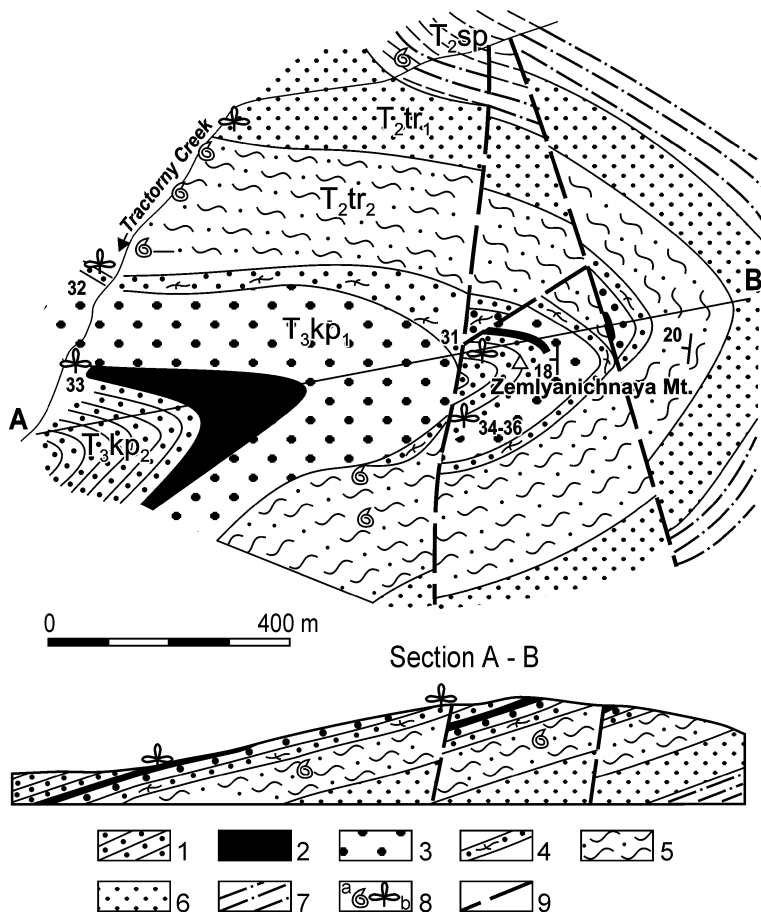 T₂sp
T₂tr₁
Tractorny Creek
T₂tr₂
32
B
T₃kp₁
31
20
33
18
Zemlyanichnaya Mt.
A
34-36
T₃kp₂
0 400 m
Section A - B
1 2 3 4 5
6 7 a b 8 9